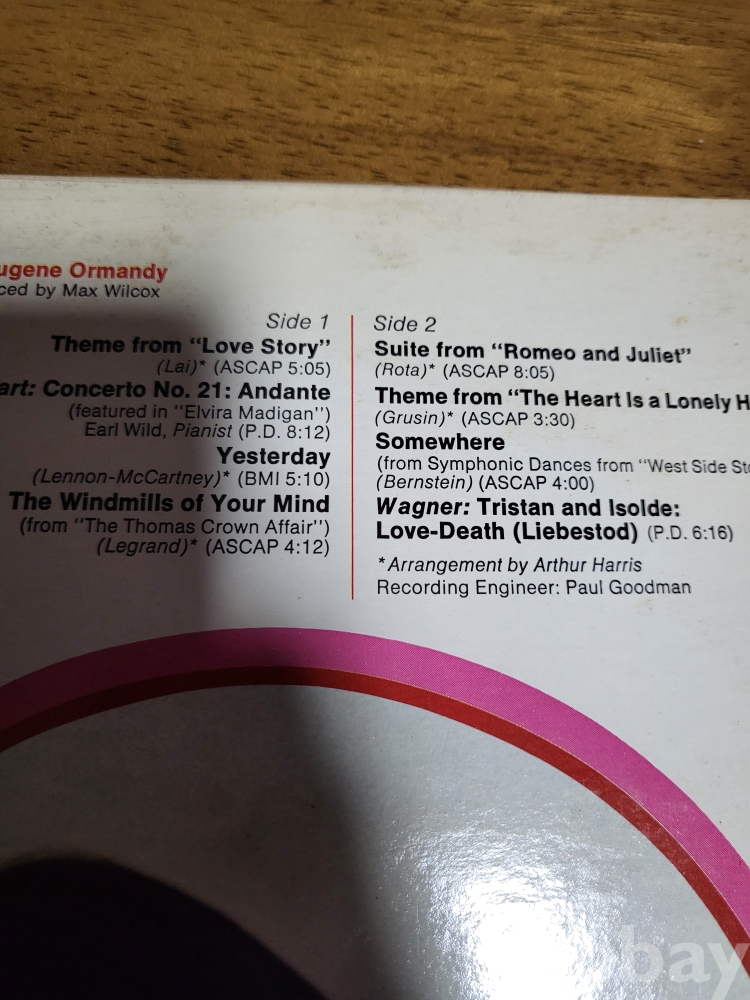 ugene Ormandy
ced by Max Wilcox
Side 1
Theme from "Love Story"
(Lai)* (ASCAP 5:05)
art: Concerto No. 21: Andante
(featured in "Elvira Madigan")
Earl Wild, Pianist (P.D. 8:12)
Yesterday
(Lennon-McCartney)* (BMI 5:10)
The Windmills of Your Mind
(from "The Thomas Crown Affair")
(Legrand)* (ASCAP 4:12)
Side 2
Suite from "Romeo and Juliet"
(Rota)* (ASCAP 8:05)
Theme from "The Heart Is a Lonely H
(Grusin)* (ASCAP 3:30)
Somewhere
(from Symphonic Dances from "West Side Sto
(Bernstein) (ASCAP 4:00)
Wagner: Tristan and Isolde:
Love-Death (Liebestod) (P.D. 6:16)
*Arrangement by Arthur Harris
Recording Engineer: Paul Goodman
ebay